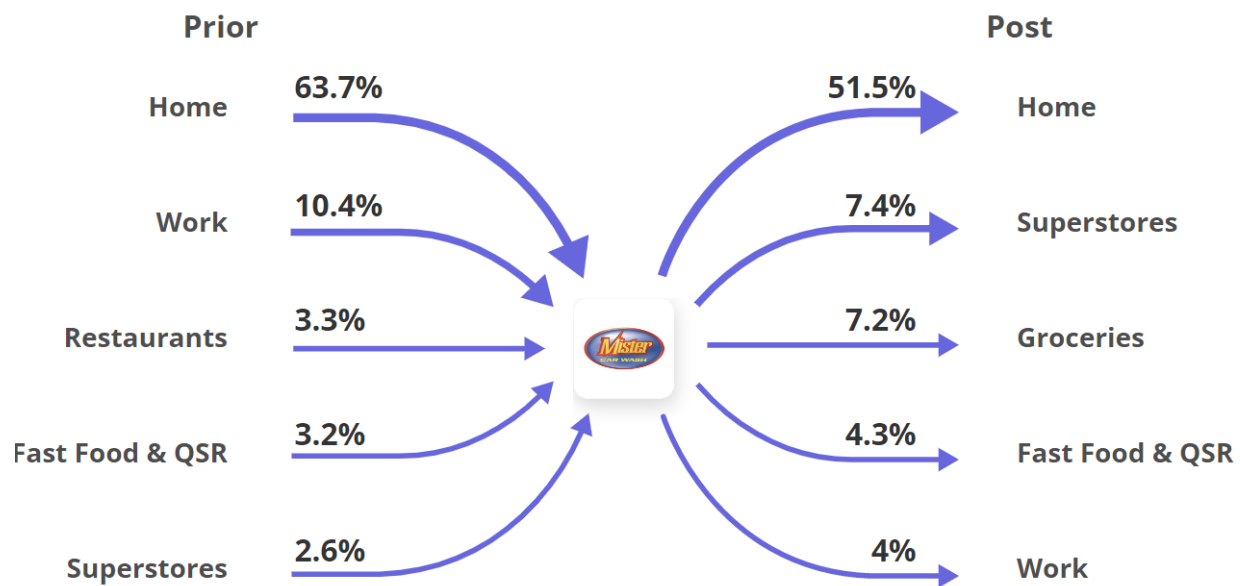 Prior
Post
63.7%
Home
51.5%
Home
10.4%
Work
7.4%
Superstores
3.3%
Restaurants
7.2%
Groceries
3.2%
Fast Food & QSR
4.3%
Fast Food & QSR
2.6%
Superstores
4%
Work
Mister
CAR WASH